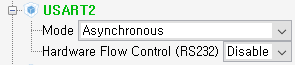 USART2
Mode Asynchronous
Hardware Flow Control (RS232) Disable